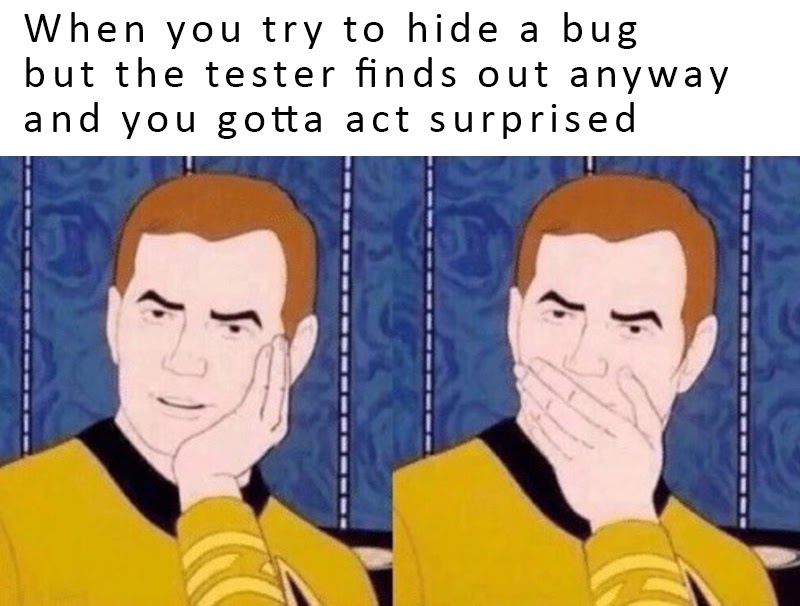 When you try to hide a bug
but the tester finds out anyway
and you gotta act surprised